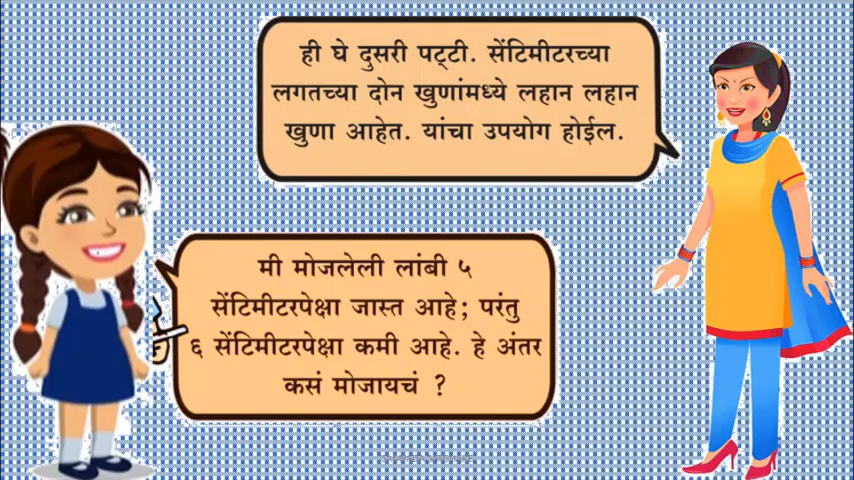 ही घे दुसरी पट्टी. सेंटिमीटरच्या
लगतच्या दोन खुणांमध्ये लहान लहान
खुणा आहेत. यांचा उपयोग होईल.
मी मोजलेली लांबी ५
सेंटिमीटरपेक्षा जास्त आहे; परंतु
६ सेंटिमीटरपेक्षा कमी आहे. हे अंतर
कसं मोजायचं ?